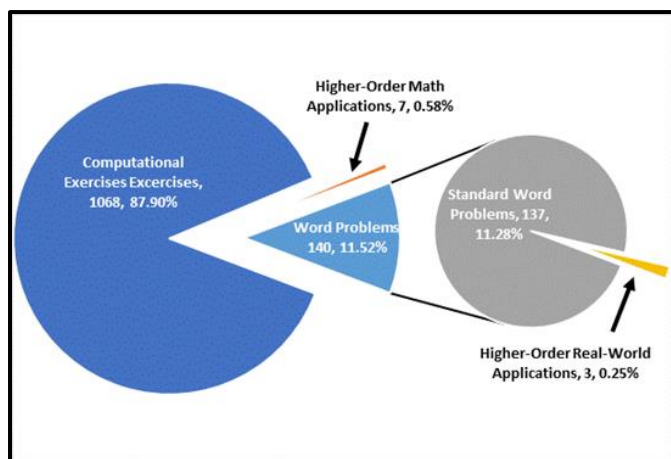 Higher-Order Math
Applications, 7, 0.58%
Computational
Exercises Excercises,
1068, 87.90%
Word Problems
140, 11.52%
Standard Word
Problems, 137,
11.28%
Higher-Order Real-World
Applications, 3, 0.25%